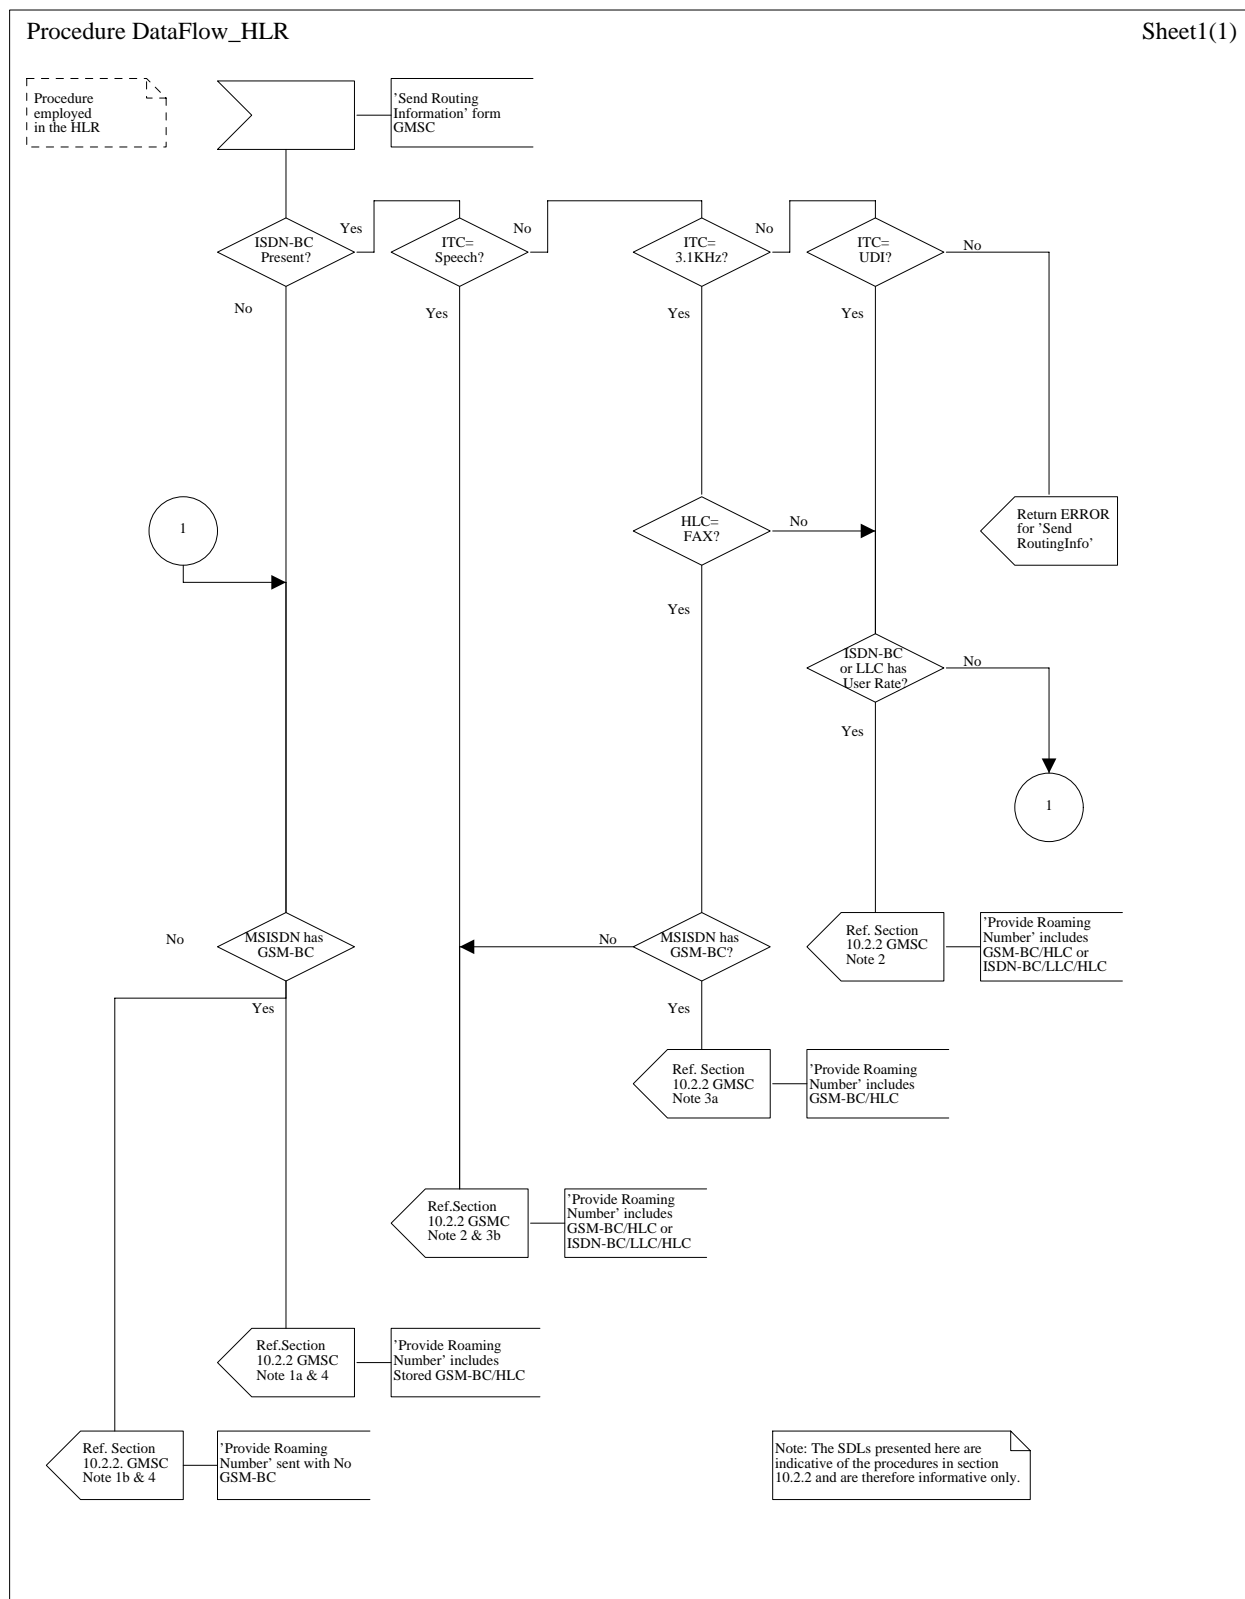 Procedure DataFlow_HLR
Sheet1(1)
Procedure
employed
in the HLR
'Send Routing
Information' form
GMSC
ISDN-BC
Present?
Yes
ITC=
Speech?
No
ITC=
3.1KHz?
No
ITC=
UDI?
No
No
Yes
Yes
Yes
1
HLC=
FAX?
No
Return ERROR
for 'Send
RoutingInfo'
Yes
ISDN-BC
or LLC has
User Rate?
No
Yes
1
No
MSISDN has
GSM-BC
No
MSISDN has
GSM-BC?
Ref. Section
10.2.2 GMSC
Note 2
'Provide Roaming
Number' includes
GSM-BC/HLC or
ISDN-BC/LLC/HLC
Yes
Yes
Ref. Section
10.2.2 GMSC
Note 3a
'Provide Roaming
Number' includes
GSM-BC/HLC
Ref.Section
10.2.2 GSMC
Note 2 & 3b
'Provide Roaming
Number' includes
GSM-BC/HLC or
ISDN-BC/LLC/HLC
Ref.Section
10.2.2 GMSC
Note 1a & 4
'Provide Roaming
Number' includes
Stored GSM-BC/HLC
Ref. Section
10.2.2. GMSC
Note 1b & 4
'Provide Roaming
Number' sent with No
GSM-BC
Note: The SDLs presented here are
indicative of the procedures in section
10.2.2 and are therefore informative only.